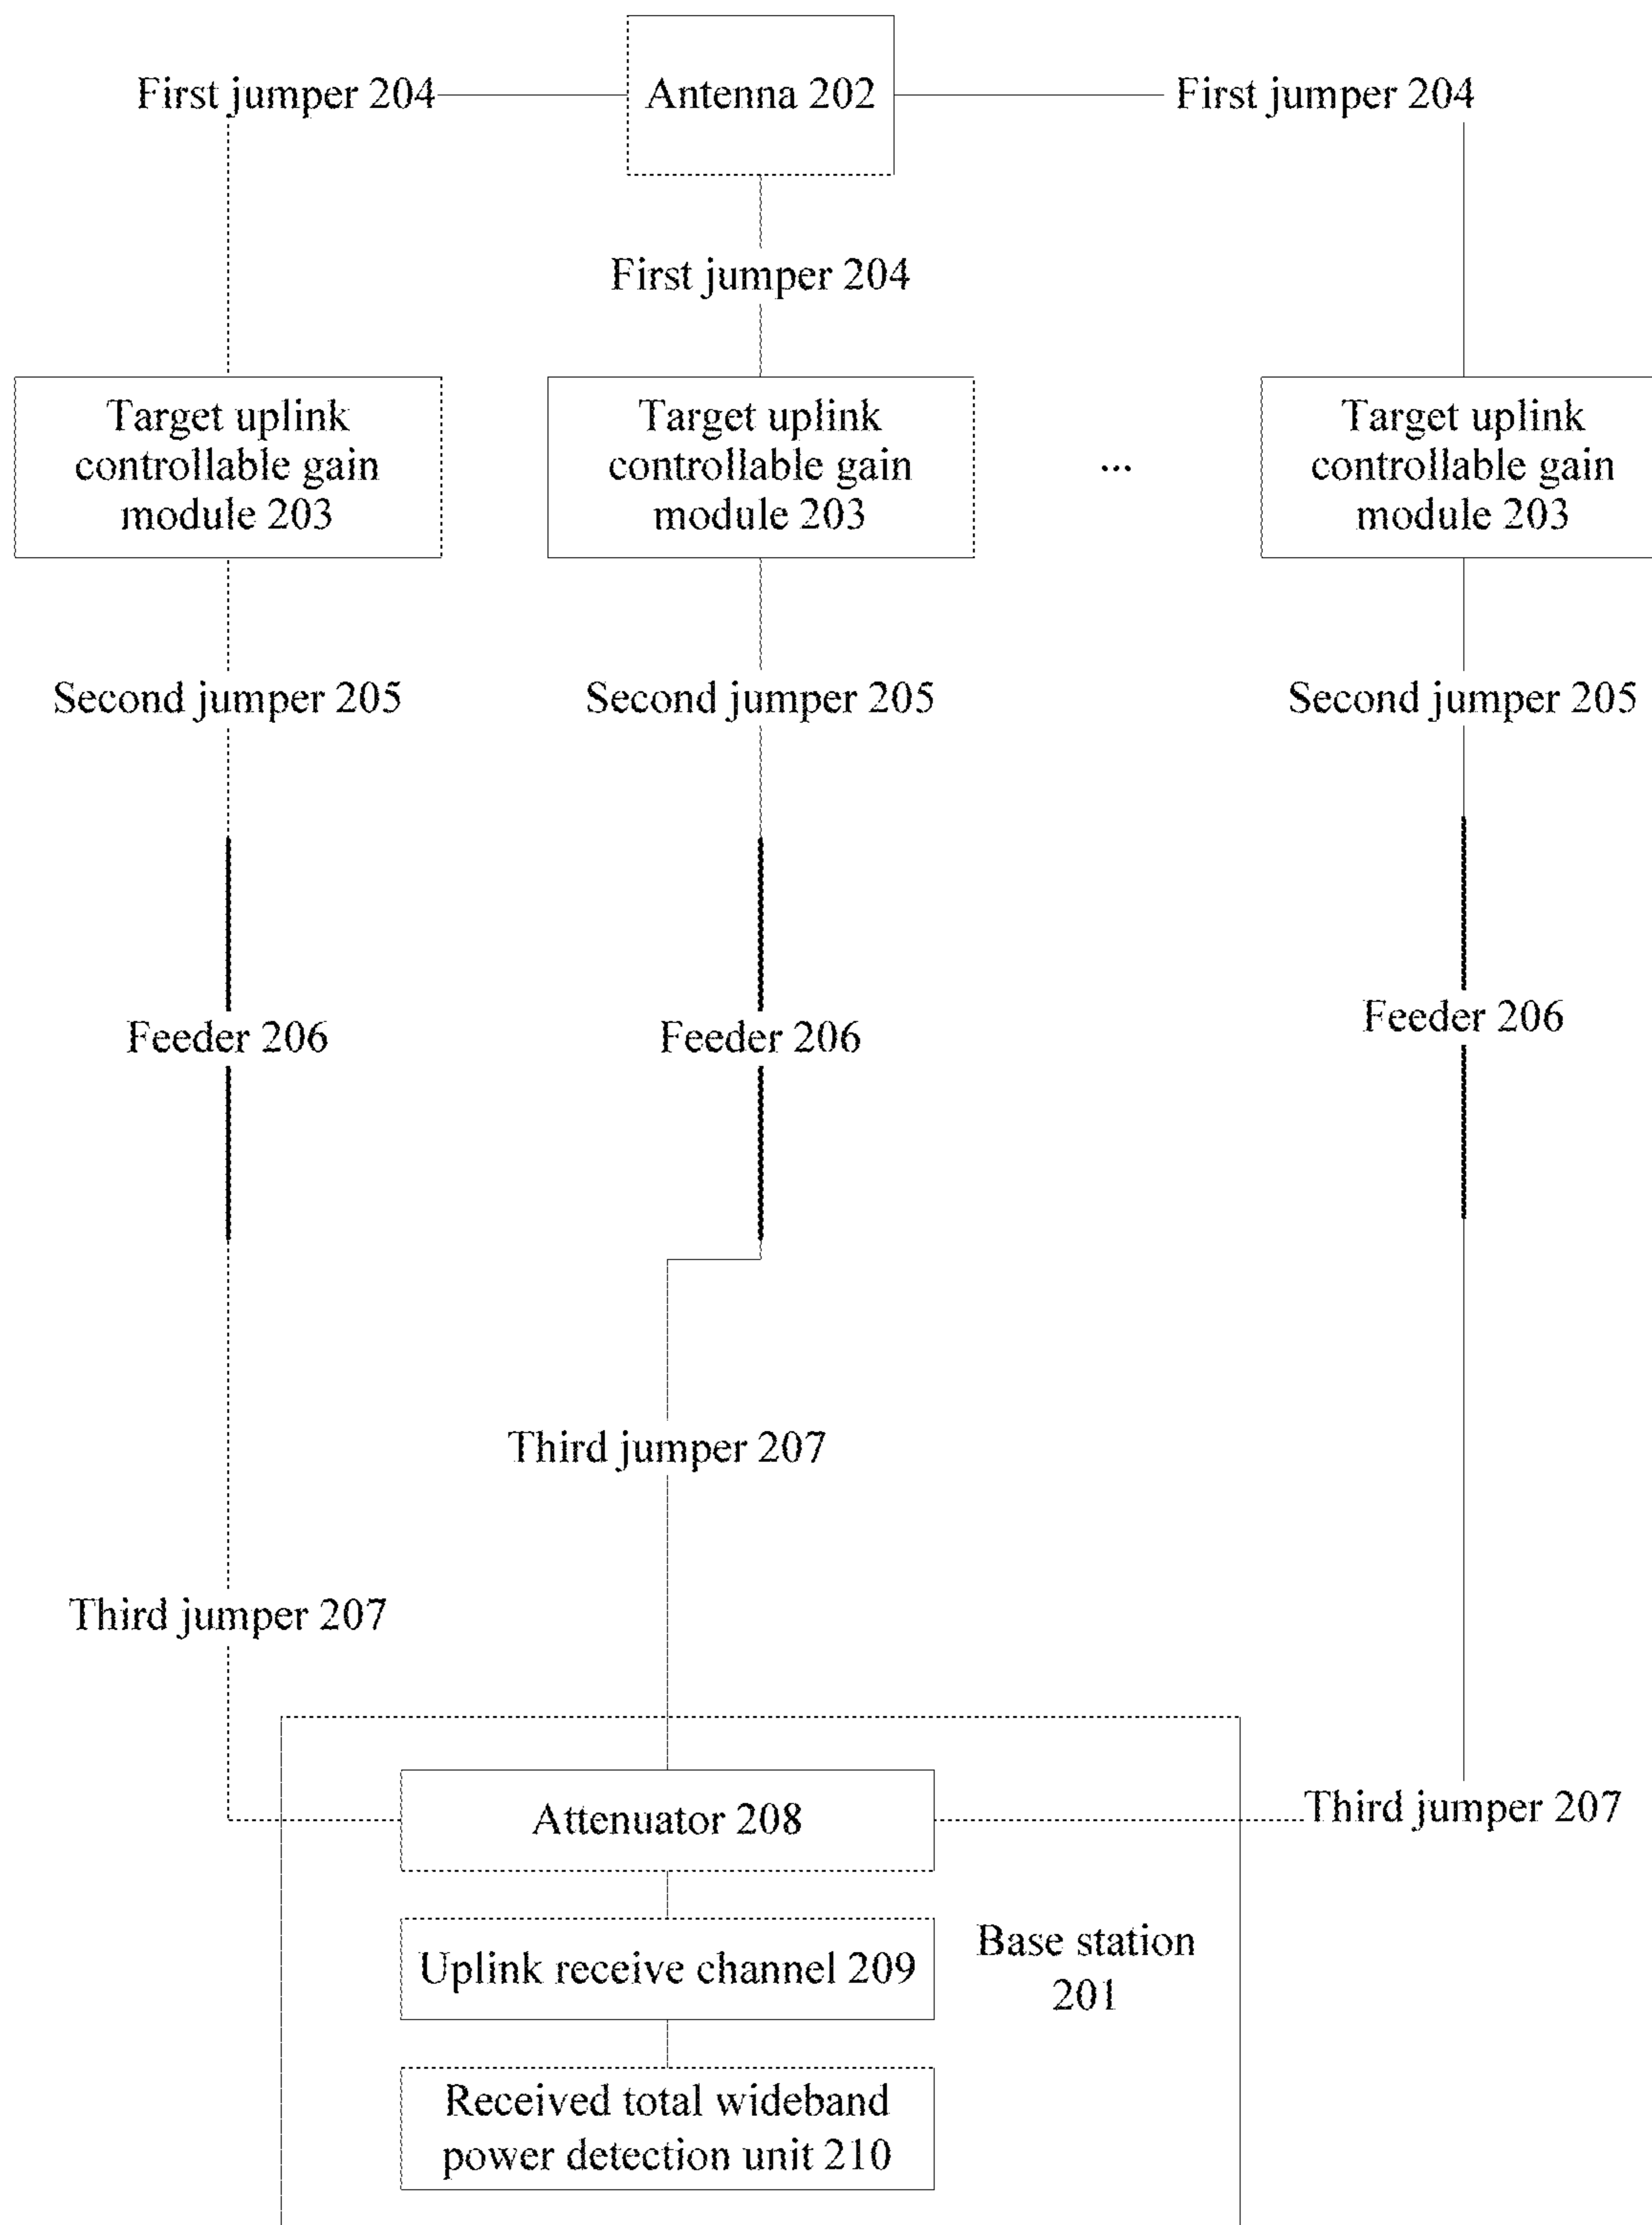 First jumper 204
Antenna 202
First jumper 204
First jumper 204
Target uplink
controllable gain
module 203
Target uplink
controllable gain
module 203
...
Target uplink
controllable gain
module 203
Second jumper 205
Second jumper 205
Second jumper 205
Feeder 206
Feeder 206
Feeder 206
Third jumper 207
Third jumper 207
Third jumper 207
Attenuator 208
Uplink receive channel 209
Base station
201
Received total wideband
power detection unit 210